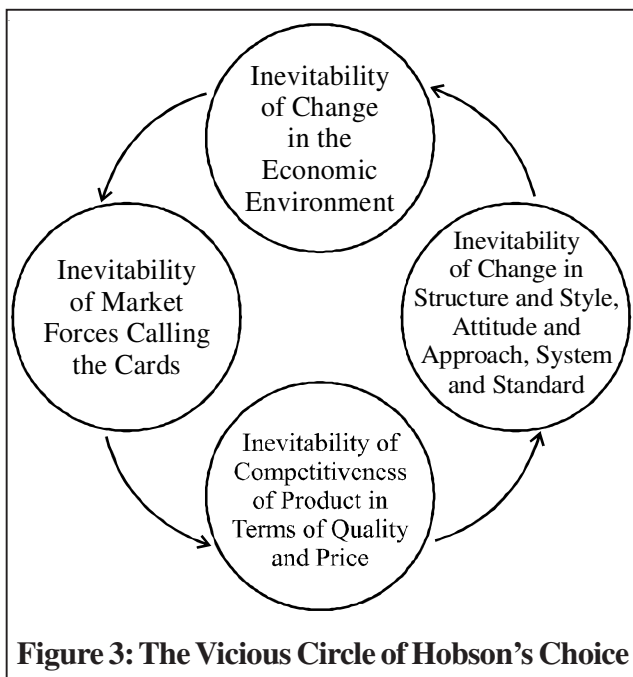 Inevitability
of Change
in the
Economic
Environment
Inevitability
of Market
Forces Calling
the Cards
Inevitability of
Competitiveness
of Product in
Terms of Quality
and Price
Inevitability
of Change in
Structure and Style,
Attitude and
Approach, System
and Standard
Figure 3: The Vicious Circle of Hobson's Choice